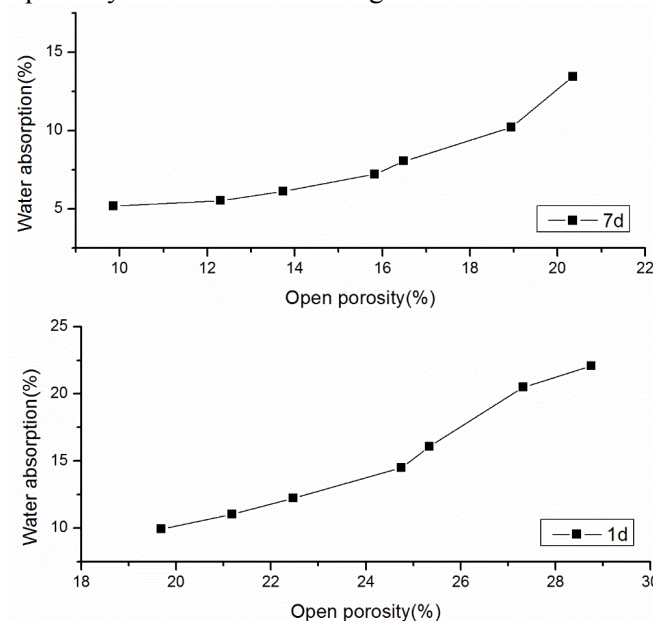 15
10
5
Water absorption(%)
7d
10 12 14 16 18 20 22
Open porosity(%)
25
20
15
10
Water absorption(%)
1d
18 20 22 24 26 28 30
Open porosity(%)